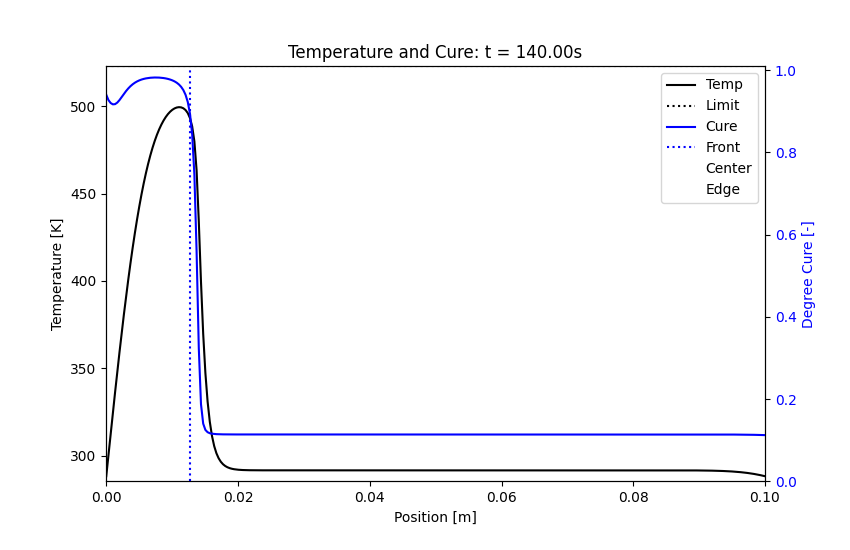 Temperature and Cure: t = 140.00s
Temp
Limit
Cure
Front
Center
Edge
Temperature [K]
500
450
400
350
300
Degree Cure [-]
1.0
0.8
0.6
0.4
0.2
0.0
0.00 0.02 0.04 0.06 0.08 0.10
Position [m]